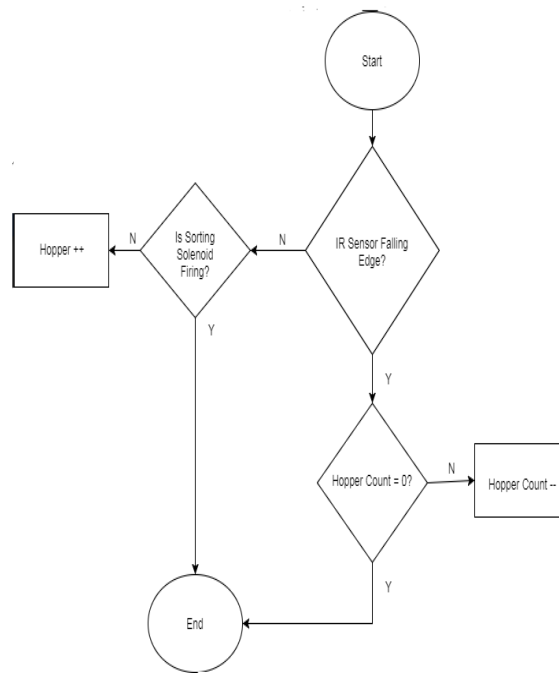 Start
IR Sensor Falling
Edge?
N
Is Sorting
Solenoid
Firing?
N
Hopper ++
Y
Y
Hopper Count = 0?
N
Hopper Count --
Y
End